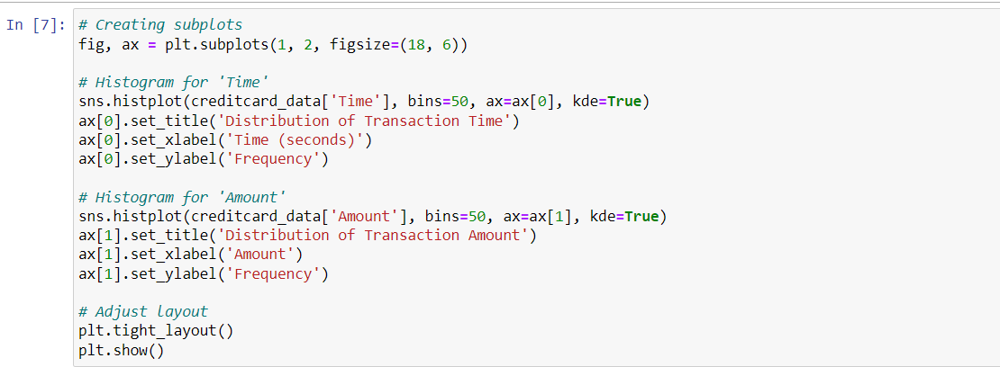 In [7]: # Creating subplots
fig, ax = plt.subplots(1, 2, figsize=(18, 6))

# Histogram for 'Time'
sns.histplot(creditcard_data['Time'], bins=50, ax=ax[0], kde=True)
ax[0].set_title('Distribution of Transaction Time')
ax[0].set_xlabel('Time (seconds)')
ax[0].set_ylabel('Frequency')

# Histogram for 'Amount'
sns.histplot(creditcard_data['Amount'], bins=50, ax=ax[1], kde=True)
ax[1].set_title('Distribution of Transaction Amount')
ax[1].set_xlabel('Amount')
ax[1].set_ylabel('Frequency')

# Adjust layout
plt.tight_layout()
plt.show()